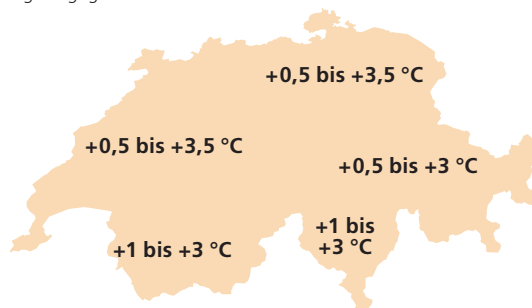 +0,5 bis +3,5 °C
+0,5 bis +3,5 °C
+0,5 bis +3 °C
+1 bis
+3 °C
+1 bis +3 °C